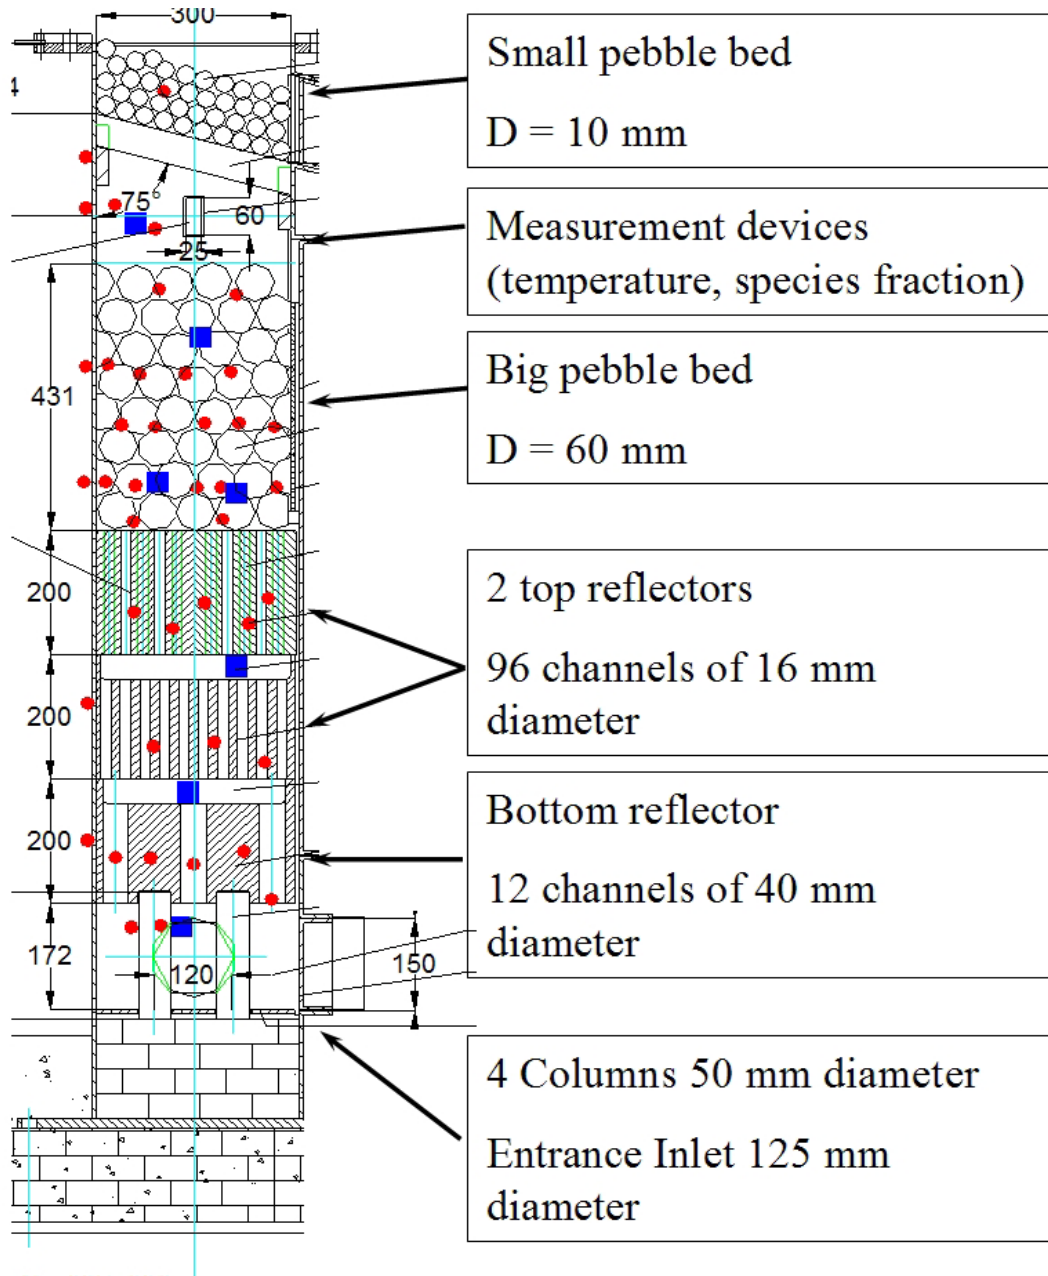 300
Small pebble bed
D = 10 mm
4
75°
60
25
Measurement devices
(temperature, species fraction)
Big pebble bed
D = 60 mm
431
200
2 top reflectors
96 channels of 16 mm
diameter
200
200
Bottom reflector
12 channels of 40 mm
diameter
172
120
150
4 Columns 50 mm diameter
Entrance Inlet 125 mm
diameter